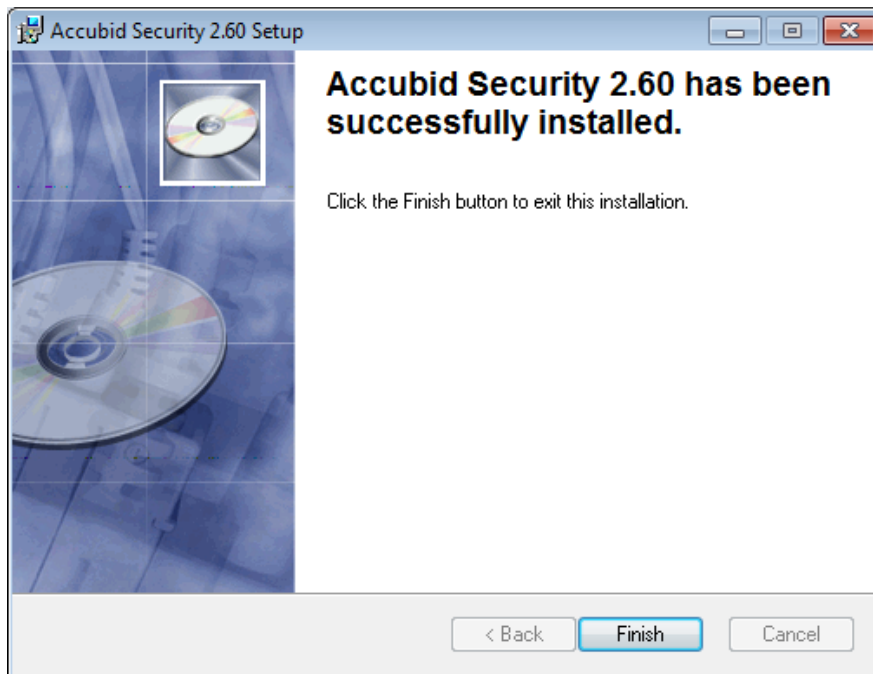 Accubid Security 2.60 Setup
Accubid Security 2.60 has been
successfully installed.
Click the Finish button to exit this installation.
< Back
Finish
Cancel